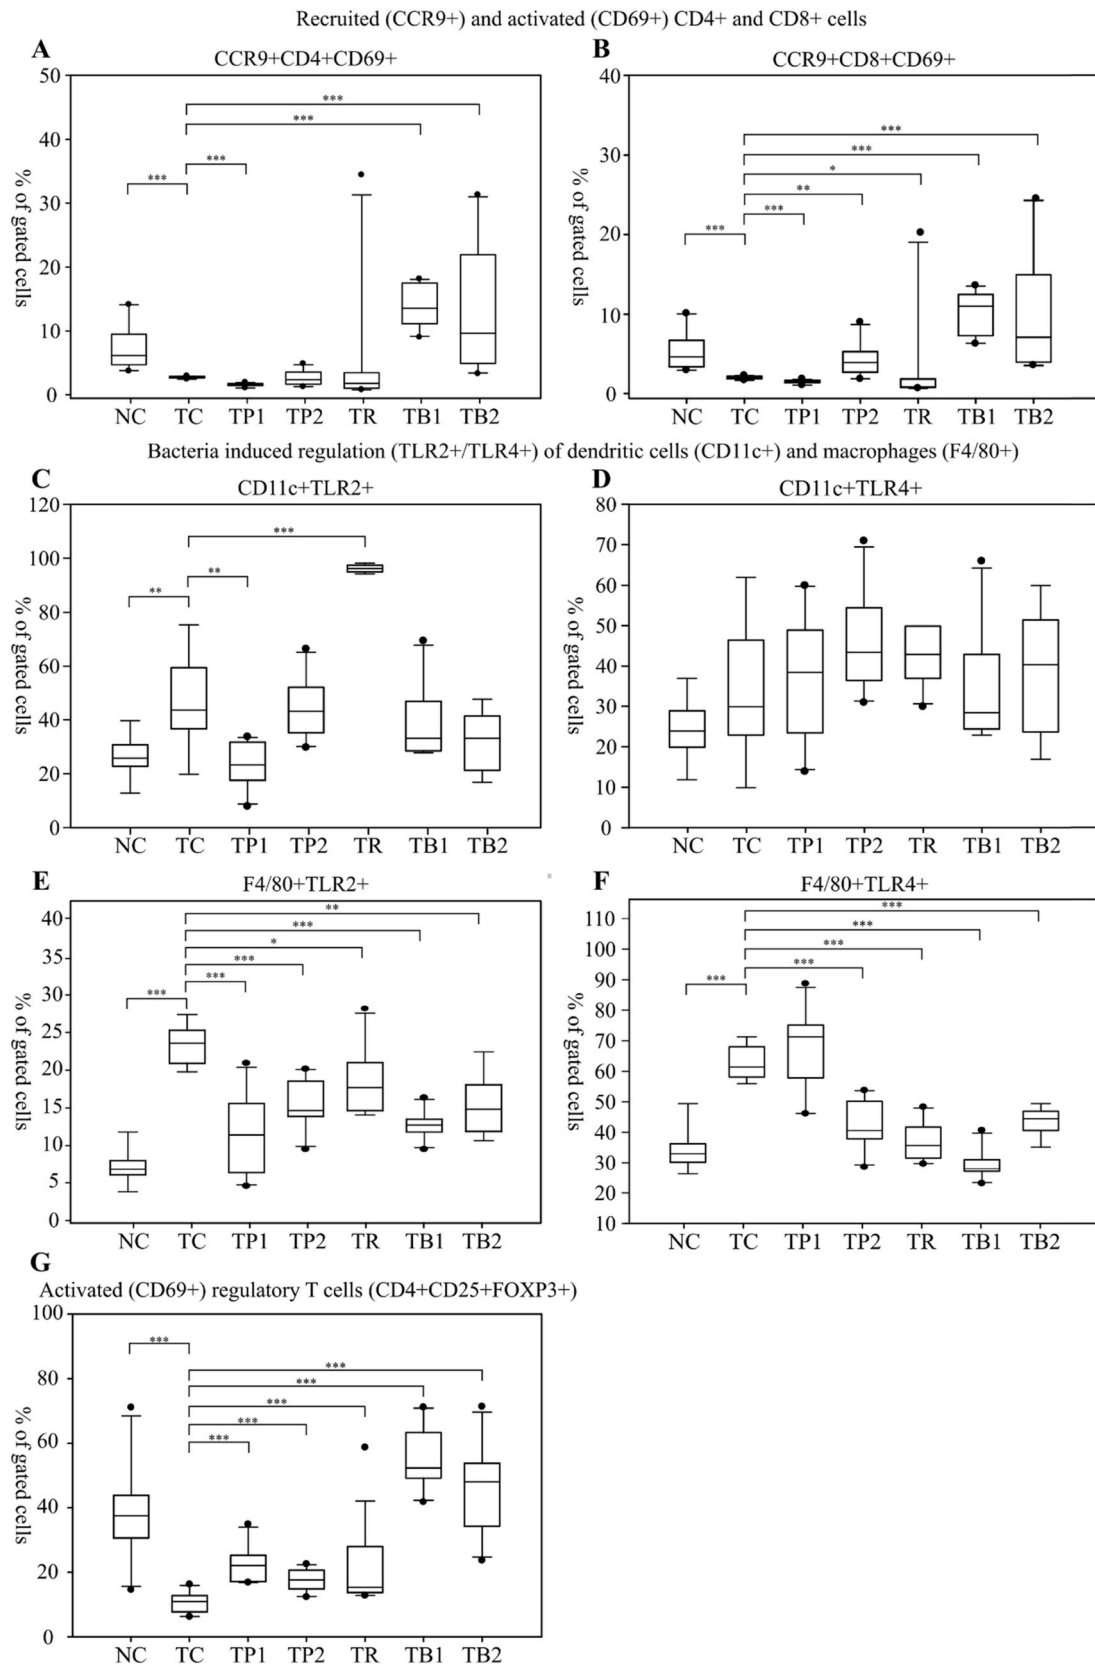 Recruited (CCR9+) and activated (CD69+) CD4+ and CD8+ cells
A
CCR9+CD4+CD69+
% of gated cells
50
40
30
20
10
0
***
***
***
***
NC TC TP1 TP2 TR TB1 TB2
B
CCR9+CD8+CD69+
% of gated cells
40
30
20
10
0
***
***
*
**
***
***
NC TC TP1 TP2 TR TB1 TB2
Bacteria induced regulation (TLR2+/TLR4+) of dendritic cells (CD11c+) and macrophages (F4/80+)
C
CD11c+TLR2+
% of gated cells
120
100
80
60
40
20
0
***
**
**
NC TC TP1 TP2 TR TB1 TB2
D
CD11c+TLR4+
% of gated cells
80
70
60
50
40
30
20
10
0
NC TC TP1 TP2 TR TB1 TB2
E
F4/80+TLR2+
% of gated cells
40
35
30
25
20
15
10
5
0
**
***
*
***
***
***
NC TC TP1 TP2 TR TB1 TB2
F
F4/80+TLR4+
% of gated cells
110
100
90
80
70
60
50
40
30
20
10
***
***
***
***
***
NC TC TP1 TP2 TR TB1 TB2
G
Activated (CD69+) regulatory T cells (CD4+CD25+FOXP3+)
% of gated cells
100
80
60
40
20
0
***
***
***
***
***
***
NC TC TP1 TP2 TR TB1 TB2